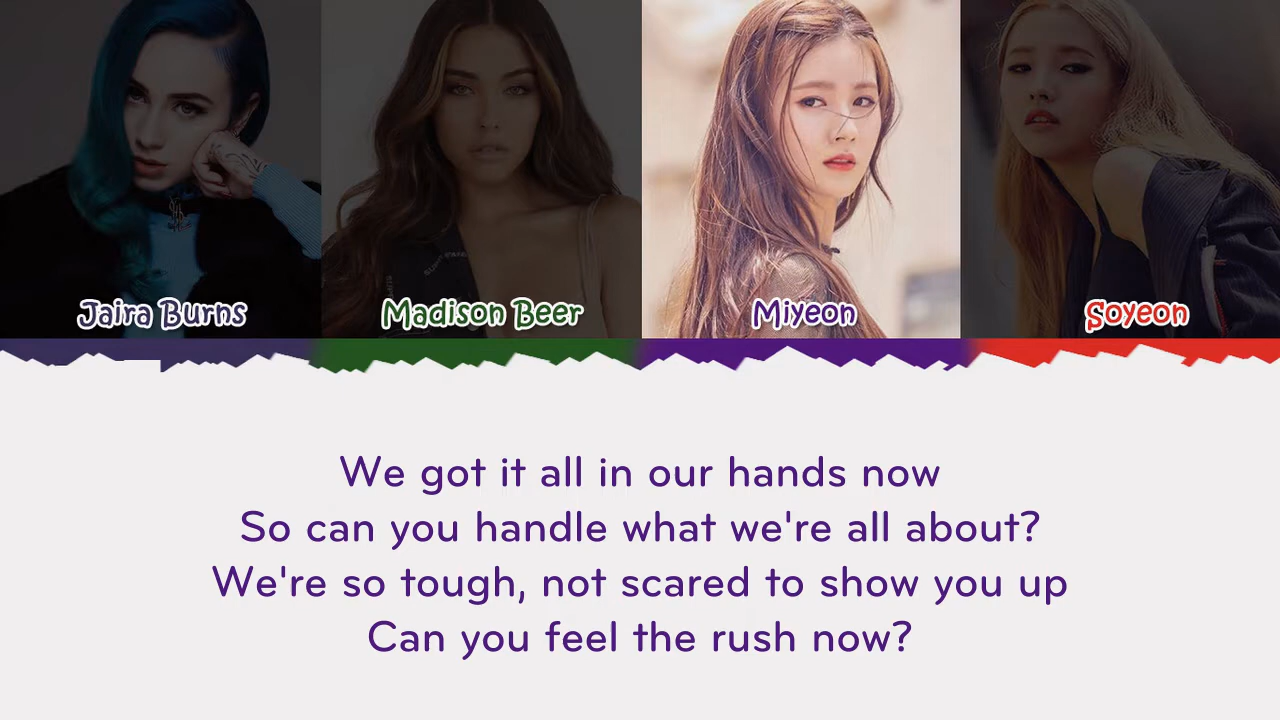 Jaira Burns
Madison Beer
Miyeon
Soyeon
We got it all in our hands now
So can you handle what we're all about?
We're so tough, not scared to show you up
Can you feel the rush now?